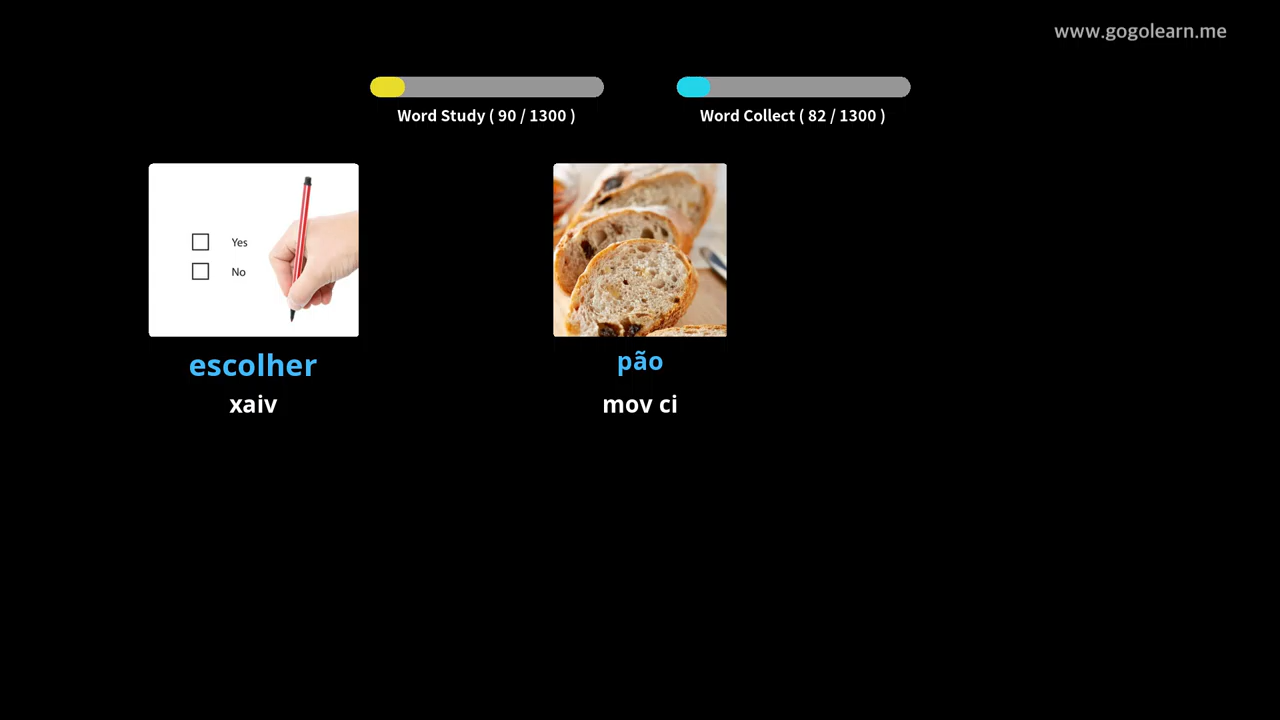 www.gogolearn.me
Word Study ( 90 / 1300 )
Word Collect ( 82 / 1300 )
Yes
No
escolher
xaiv
pão
mov ci